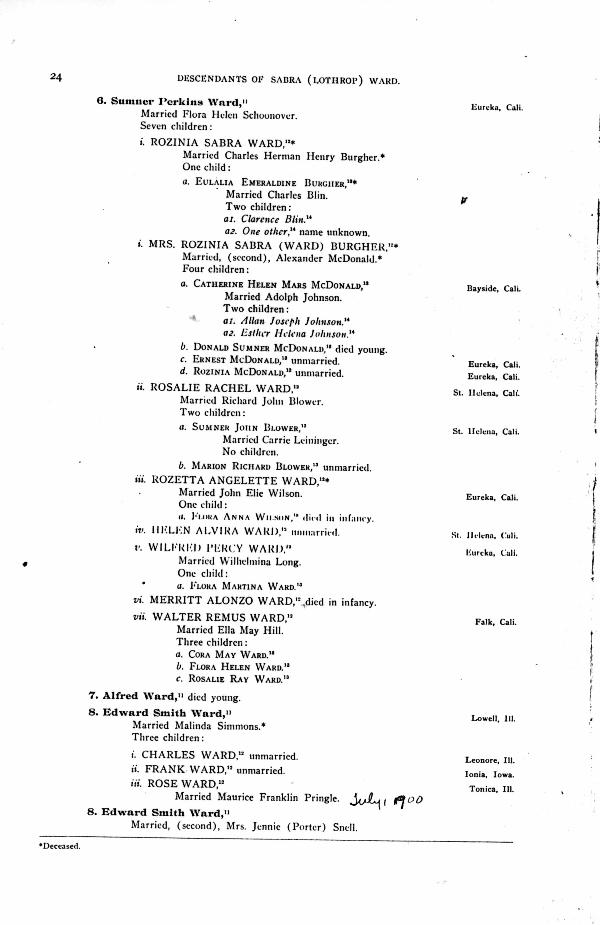 24 DESCENDANTS OF SABRA (LOTHROP) WARD.
6. Sumner Perkins Ward,¹¹ Eureka, Cali.
Married Flora Helen Schoonover.
Seven children:
i. ROZINIA SABRA WARD,¹²*
Married Charles Herman Henry Burgher.*
One child:
a. EULALIA EMERALDINE BURGHER,¹³*
Married Charles Blin.
Two children:
a1. Clarence Blin.¹⁴
a2. One other,¹⁴ name unknown.
i. MRS. ROZINIA SABRA (WARD) BURGHER,¹²*
Married, (second), Alexander McDonald.*
Four children:
a. CATHERINE HELEN MARS MCDONALD,¹³ Bayside, Cali.
Married Adolph Johnson.
Two children:
a1. Allan Joseph Johnson.¹⁴
a2. Esther Helena Johnson.¹⁴
b. DONALD SUMNER MCDONALD,¹³ died young.
c. ERNEST MCDONALD,¹³ unmarried. Eureka, Cali.
d. ROZINIA MCDONALD,¹³ unmarried. Eureka, Cali.
ii. ROSALIE RACHEL WARD,¹² St. Helena, Cali.
Married Richard John Blower.
Two children:
a. SUMNER JOHN BLOWER,¹³ St. Helena, Cali.
Married Carrie Leininger.
No children.
b. MARION RICHARD BLOWER,¹³ unmarried.
iii. ROZETTA ANGELETTE WARD,¹²*
Married John Elie Wilson. Eureka, Cali.
One child:
a. FLORA ANNA WILSON,¹³ died in infancy.
iv. HELEN ALVIRA WARD,¹² unmarried. St. Helena, Cali.
v. WILFRED PERCY WARD,¹² Eureka, Cali.
Married Wilhelmina Long.
One child:
a. FLORA MARTINA WARD.¹³
vi. MERRITT ALONZO WARD,¹² died in infancy.
vii. WALTER REMUS WARD,¹² Falk, Cali.
Married Ella May Hill.
Three children:
a. CORA MAY WARD.¹³
b. FLORA HELEN WARD.¹³
c. ROSALIE RAY WARD.¹³
7. Alfred Ward,¹¹ died young.
8. Edward Smith Ward,¹¹ Lowell, Ill.
Married Malinda Simmons.*
Three children:
i. CHARLES WARD,¹² unmarried. Leonore, Ill.
ii. FRANK WARD,¹² unmarried. Ionia, Iowa.
iii. ROSE WARD,¹² Tonica, Ill.
Married Maurice Franklin Pringle. July 1 1900
8. Edward Smith Ward,¹¹
Married, (second), Mrs. Jennie (Porter) Snell.
*Deceased.